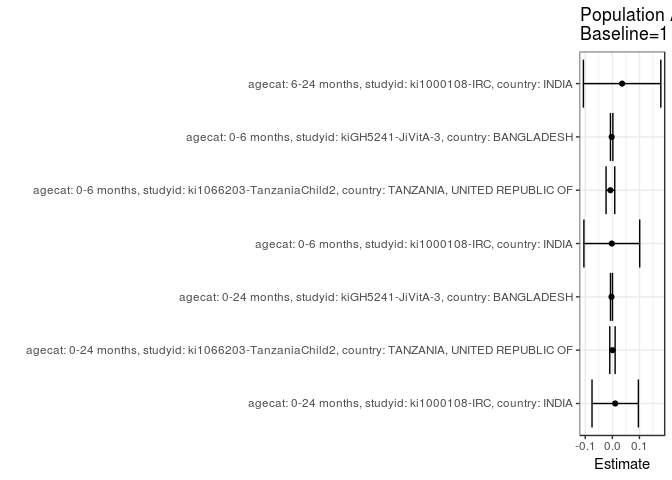 Population
Baseline=1
agecat: 6-24 months, studyid: ki1000108-IRC, country: INDIA
agecat: 0-6 months, studyid: kiGH5241-JiVitA-3, country: BANGLADESH
agecat: 0-6 months, studyid: ki1066203-TanzaniaChild2, country: TANZANIA, UNITED REPUBLIC OF
agecat: 0-6 months, studyid: ki1000108-IRC, country: INDIA
agecat: 0-24 months, studyid: kiGH5241-JiVitA-3, country: BANGLADESH
agecat: 0-24 months, studyid: ki1066203-TanzaniaChild2, country: TANZANIA, UNITED REPUBLIC OF
agecat: 0-24 months, studyid: ki1000108-IRC, country: INDIA
-0.1 0.0 0.1
Estimate